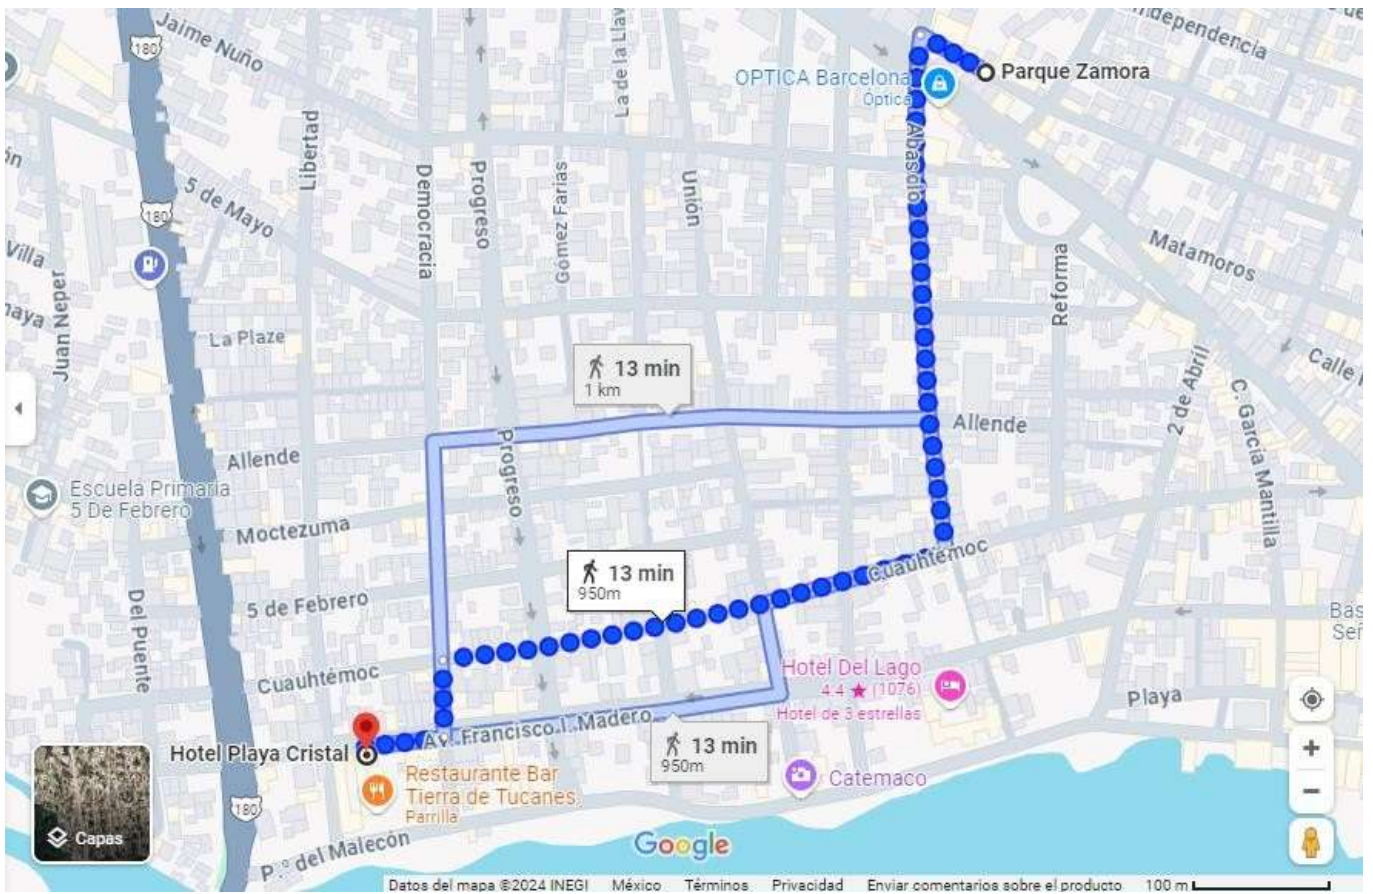 Jaime Nuño
180
Libertad
La de la Llav
OPTICA Barcelona
Óptica
Parque Zamora
ndependencia
Abasolo
5 de Mayo
180
Democracia
Progreso
Gómez Farías
Unión
Villa
Juan Neper
Matamoros
Reforma
La Plaze
13 min
1 km
2 de Abril
C. García Mantilla
Allende
Allende
Progreso
Escuela Primaria
5 De Febrero
Moctezuma
13 min
950m
Cuauhtémoc
5 de Febrero
Del Puente
Cuauhtémoc
Hotel Del Lago
4.4 ★ (1076)
Hotel de 3 estrellas
Playa
Av. Francisco I. Madero
13 min
950m
Hotel Playa Cristal
Restaurante Bar
Tierra de Tucanes
Parrilla
Catemaco
180
Capas
P.º del Malecón
Google
Datos del mapa ©2024 INEGI México Términos Privacidad Enviar comentarios sobre el producto 100 m